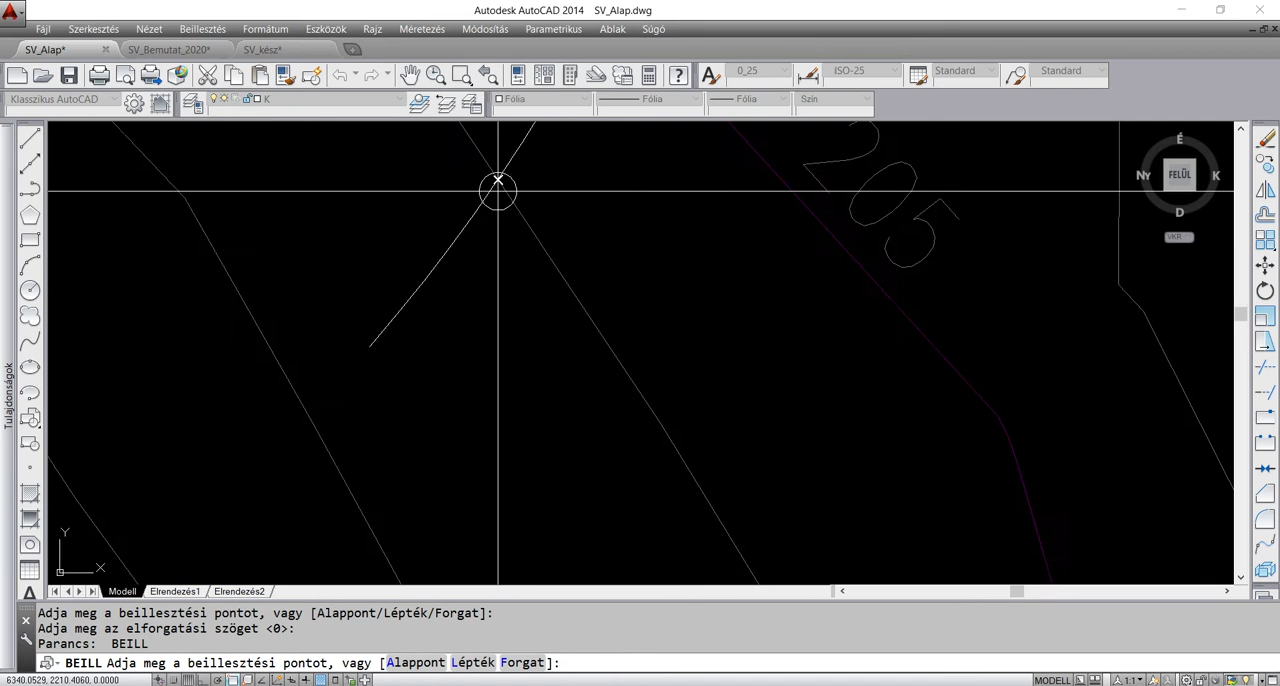 Autodesk AutoCAD 2014 SV_Alap.dwg
Fájl Szerkesztés Nézet Beillesztés Formátum Eszközök Rajz Méretezés Módosítás Parametrikus Ablak Súgó
SV_Alap* SV_Bemutat_2020* SV_kész*
0_25 ISO-25 Standard Standard
Klasszikus AutoCAD K Fólia Fólia Fólia Szín
Tulajdonságok
205
É
NY FELÜL K
D
VKR
Y
X
Modell Elrendezés1 Elrendezés2
Adja meg a beillesztési pontot, vagy [Alappont/Lépték/Forgat]:
Adja meg az elforgatási szöget <0>:
Parancs: BEILL
BEILL Adja meg a beillesztési pontot, vagy [Alappont Lépték Forgat]:
6340.0529, 2210.4060, 0.0000 MODELL 1:1